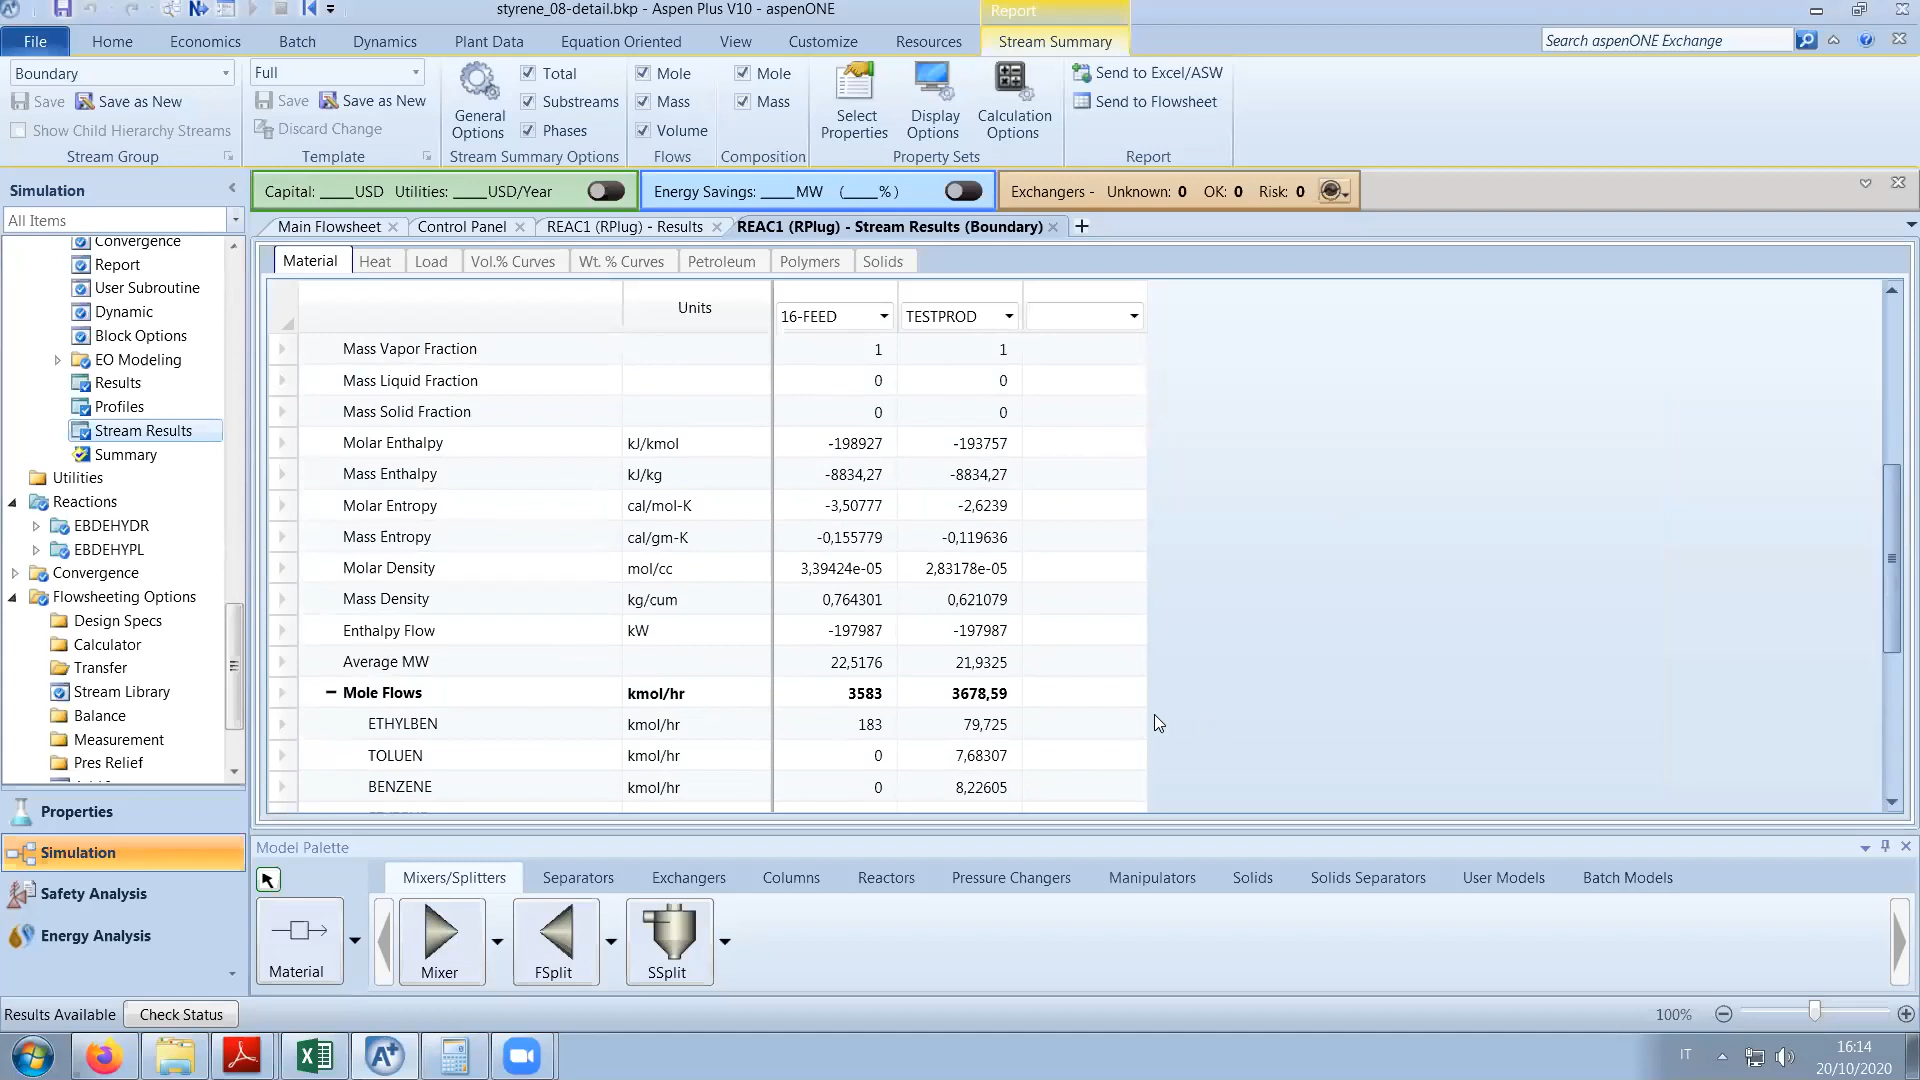 styrene_08-detail.bkp - Aspen Plus V10 - aspenONE
Report
File Home Economics Batch Dynamics Plant Data Equation Oriented View Customize Resources Stream Summary
Search aspenONE Exchange
Boundary
Save Save as New
Show Child Hierarchy Streams
Stream Group
Full
Save Save as New
Discard Change
Template
General Options
Total
Substreams
Phases
Stream Summary Options
Mole
Mass
Volume
Flows
Mole
Mass
Composition
Select Properties
Display Options
Calculation Options
Property Sets
Send to Excel/ASW
Send to Flowsheet
Report
Simulation
Capital: ____USD Utilities: ____USD/Year
Energy Savings: ____MW (____%)
Exchangers - Unknown: 0 OK: 0 Risk: 0
All Items
Main Flowsheet Control Panel REAC1 (RPlug) - Results REAC1 (RPlug) - Stream Results (Boundary)
Convergence
Report
User Subroutine
Dynamic
Block Options
EO Modeling
Results
Profiles
Stream Results
Summary
Utilities
Reactions
EBDEHYDR
EBDEHYPL
Convergence
Flowsheeting Options
Design Specs
Calculator
Transfer
Stream Library
Balance
Measurement
Pres Relief
Properties
Simulation
Safety Analysis
Energy Analysis
Material Heat Load Vol.% Curves Wt. % Curves Petroleum Polymers Solids
Units 16-FEED TESTPROD
Mass Vapor Fraction 1 1
Mass Liquid Fraction 0 0
Mass Solid Fraction 0 0
Molar Enthalpy kJ/kmol -198927 -193757
Mass Enthalpy kJ/kg -8834,27 -8834,27
Molar Entropy cal/mol-K -3,50777 -2,6239
Mass Entropy cal/gm-K -0,155779 -0,119636
Molar Density mol/cc 3,39424e-05 2,83178e-05
Mass Density kg/cum 0,764301 0,621079
Enthalpy Flow kW -197987 -197987
Average MW 22,5176 21,9325
Mole Flows kmol/hr 3583 3678,59
ETHYLBEN kmol/hr 183 79,725
TOLUEN kmol/hr 0 7,68307
BENZENE kmol/hr 0 8,22605
Model Palette
Mixers/Splitters Separators Exchangers Columns Reactors Pressure Changers Manipulators Solids Solids Separators User Models Batch Models
Material Mixer FSplit SSplit
Results Available Check Status
100%
IT
16:14
20/10/2020